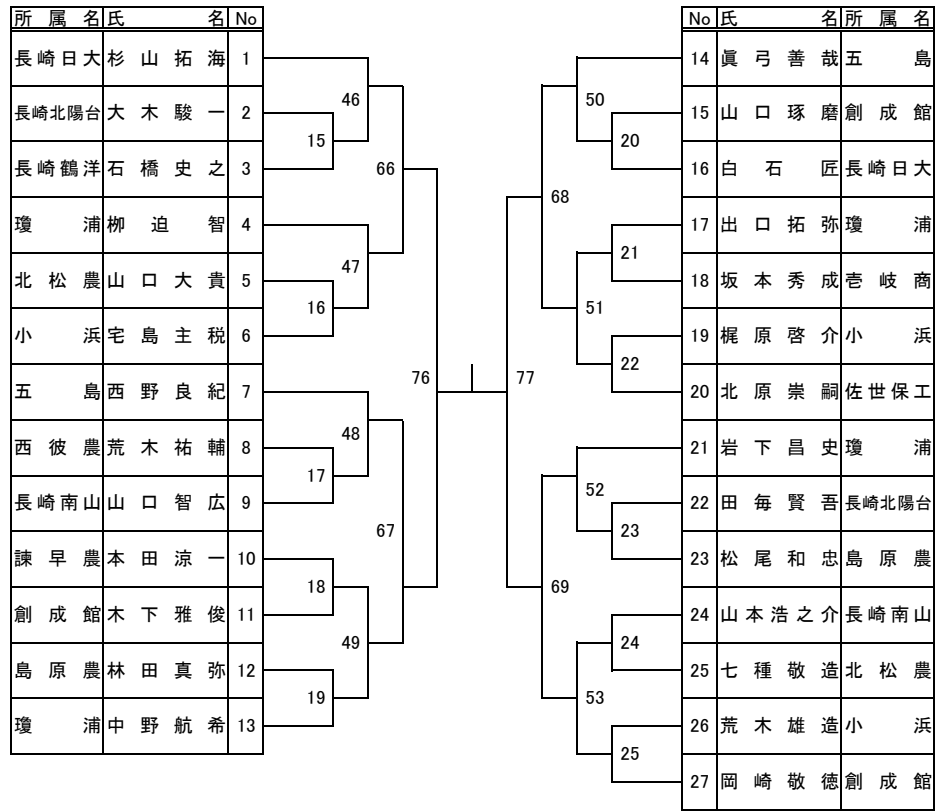 所属名 氏名 No
長崎日大 杉山拓海 1
長崎北陽台 大木駿一 2
長崎鶴洋 石橋史之 3
瓊浦 栁迫智 4
北松農 山口大貴 5
小浜 宅島主税 6
五島 西野良紀 7
西彼農 荒木祐輔 8
長崎南山 山口智広 9
諫早農 本田涼一 10
創成館 木下雅俊 11
島原農 林田真弥 12
瓊浦 中野航希 13
46
15
66
47
16
76
48
17
67
18
49
19
77
50
20
68
21
51
22
52
23
69
24
53
25
No 氏名 所属名
14 眞弓善哉 五島
15 山口琢磨 創成館
16 白石匠 長崎日大
17 出口拓弥 瓊浦
18 坂本秀成 壱岐商
19 梶原啓介 小浜
20 北原崇嗣 佐世保工
21 岩下昌史 瓊浦
22 田毎賢吾 長崎北陽台
23 松尾和忠 島原農
24 山本浩之介 長崎南山
25 七種敬造 北松農
26 荒木雄造 小浜
27 岡崎敬徳 創成館